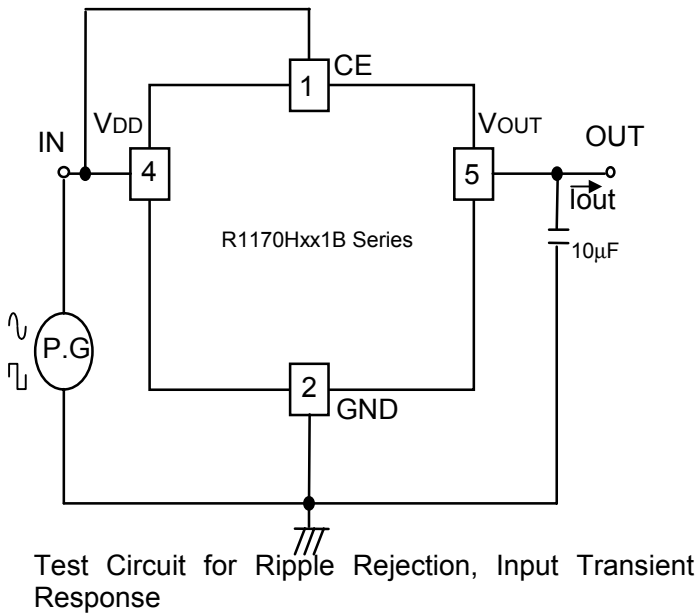 CE
1
VDD
VOUT
IN
OUT
4
5
Iout
R1170Hxx1B Series
10μF
P.G
2
GND
Test Circuit for Ripple Rejection, Input Transient
Response